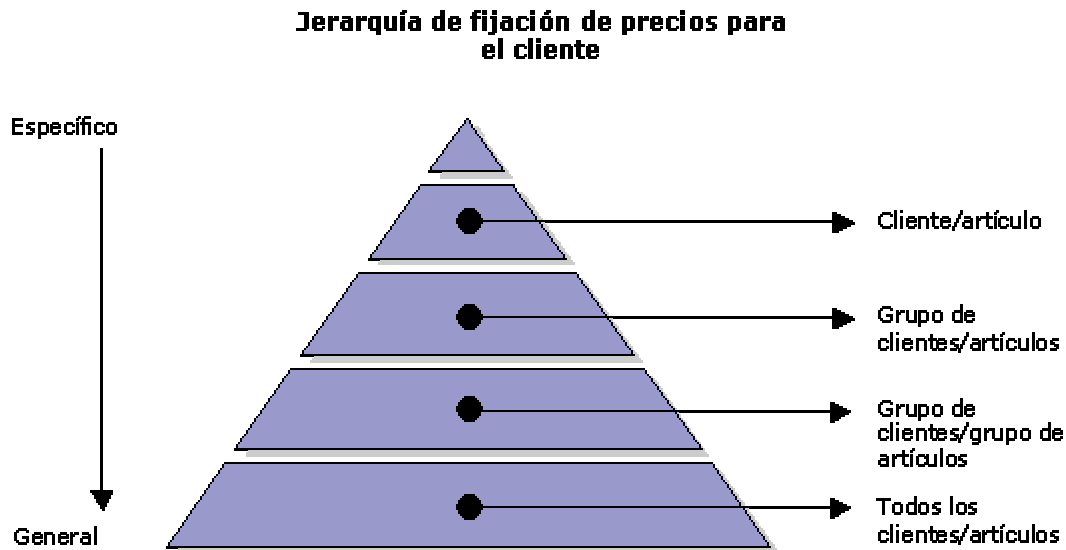 Jerarquía de fijación de precios para
el cliente
Específico
Cliente/artículo
Grupo de
clientes/artículos
Grupo de
clientes/grupo de
artículos
Todos los
clientes/artículos
General